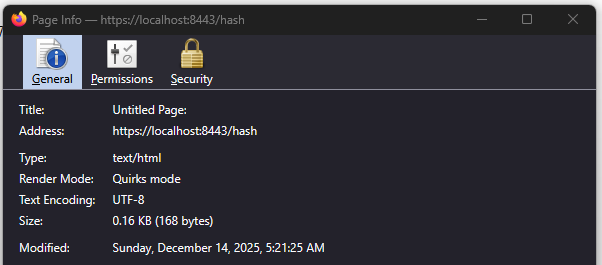 Page Info — https://localhost:8443/hash
General Permissions Security
Title: Untitled Page:
Address: https://localhost:8443/hash
Type: text/html
Render Mode: Quirks mode
Text Encoding: UTF-8
Size: 0.16 KB (168 bytes)
Modified: Sunday, December 14, 2025, 5:21:25 AM